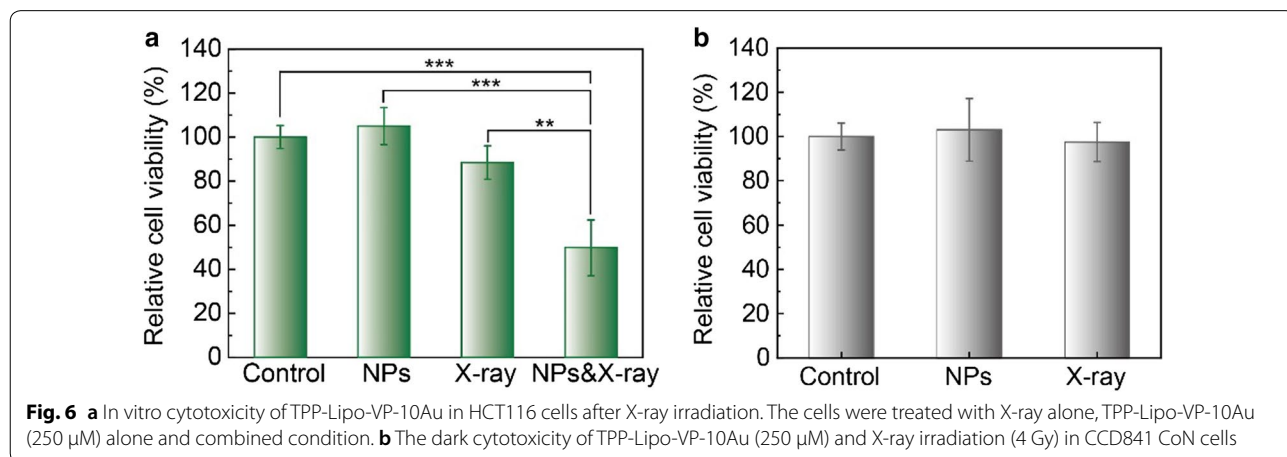 a
b
140
120
100
80
60
40
20
0
Relative cell viability (%)
***
***
**
Control NPs X-ray NPs&X-ray
140
120
100
80
60
40
20
0
Relative cell viability (%)
Control NPs X-ray
Fig. 6 a In vitro cytotoxicity of TPP-Lipo-VP-10Au in HCT116 cells after X-ray irradiation. The cells were treated with X-ray alone, TPP-Lipo-VP-10Au
(250 μM) alone and combined condition. b The dark cytotoxicity of TPP-Lipo-VP-10Au (250 μM) and X-ray irradiation (4 Gy) in CCD841 CoN cells